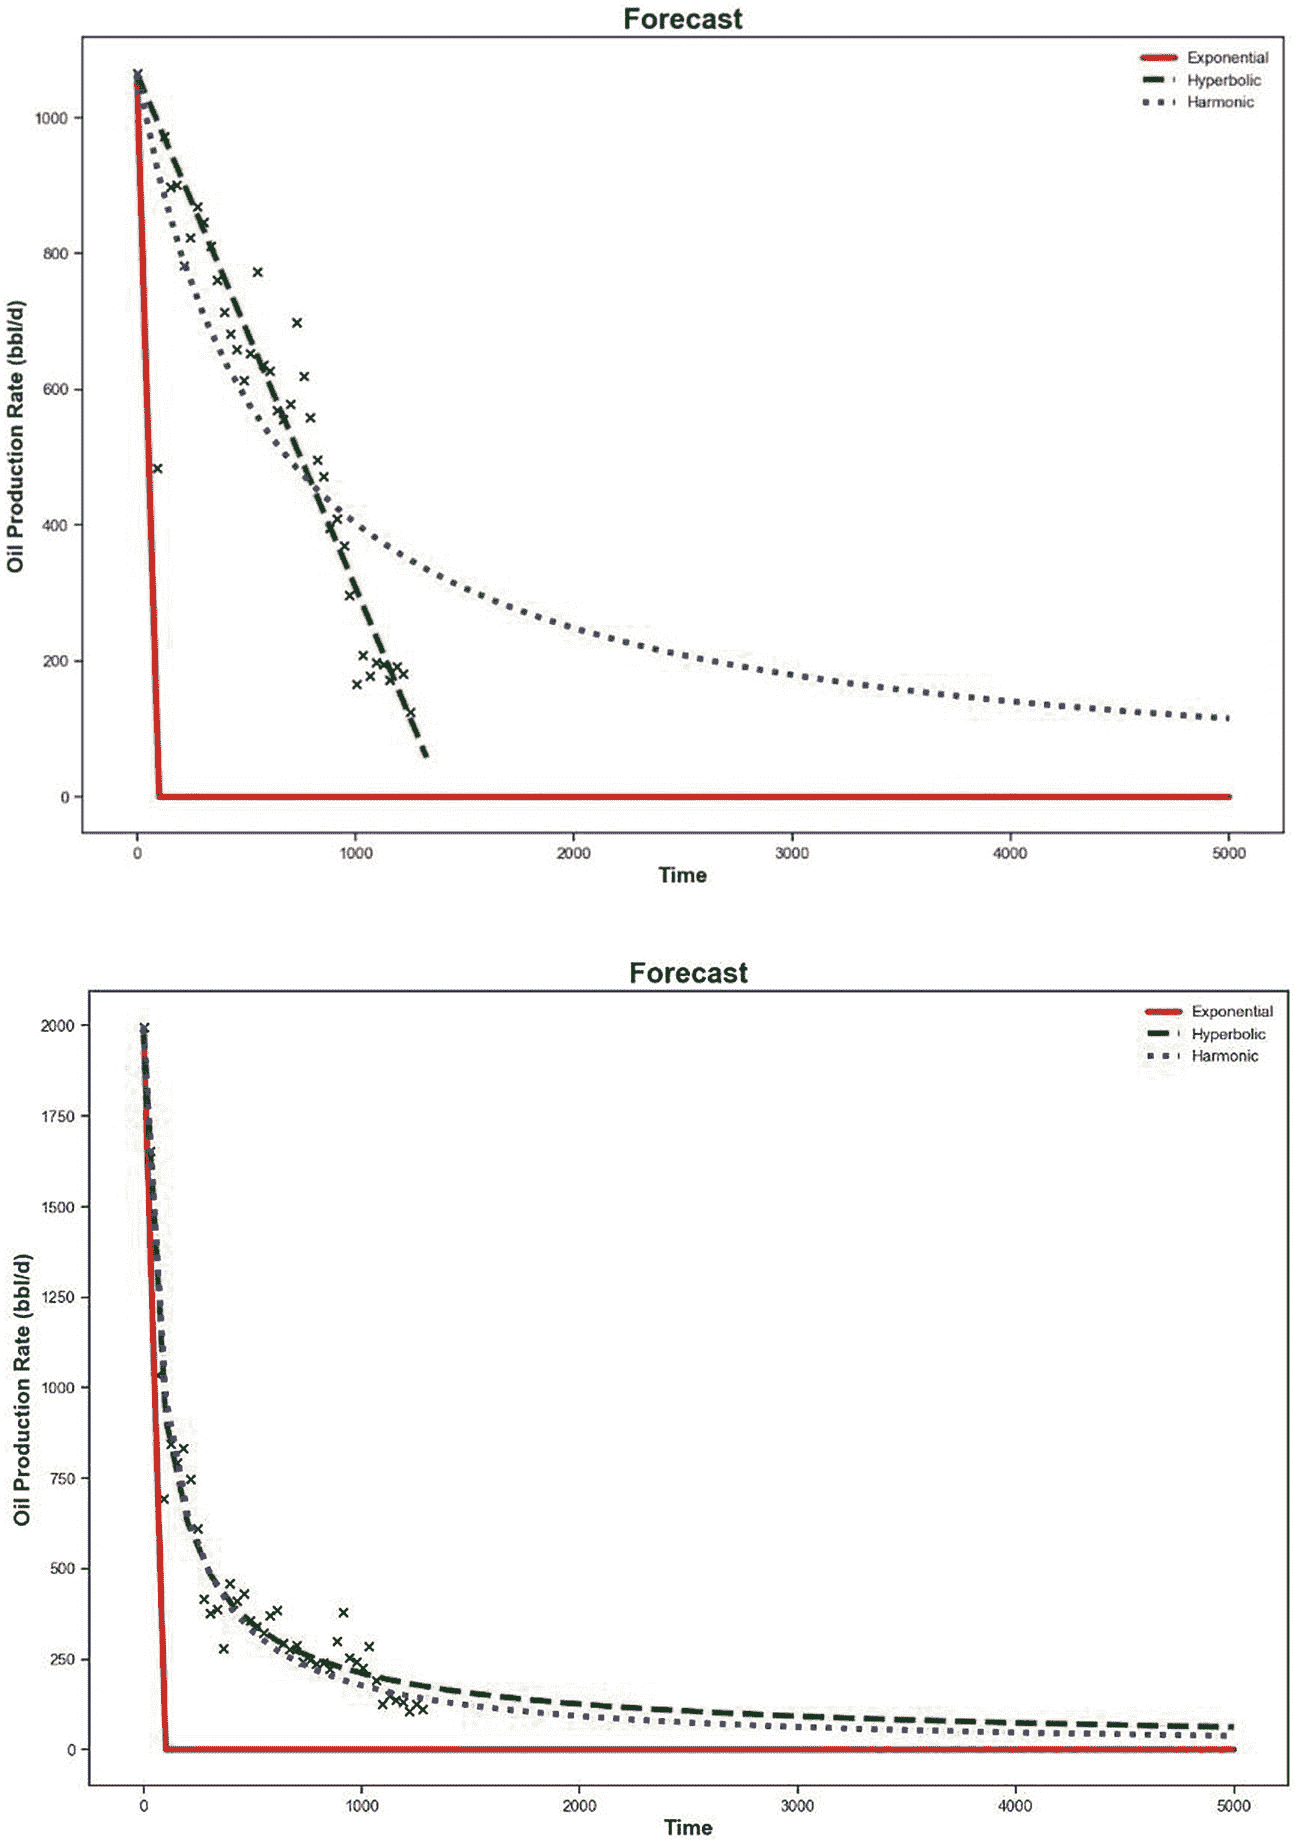 Forecast
Exponential
Hyperbolic
Harmonic
1000
800
600
400
200
0
Oil Production Rate (bbl/d)
0 1000 2000 3000 4000 5000
Time
Forecast
Exponential
Hyperbolic
Harmonic
2000
1750
1500
1250
1000
750
500
250
0
Oil Production Rate (bbl/d)
0 1000 2000 3000 4000 5000
Time